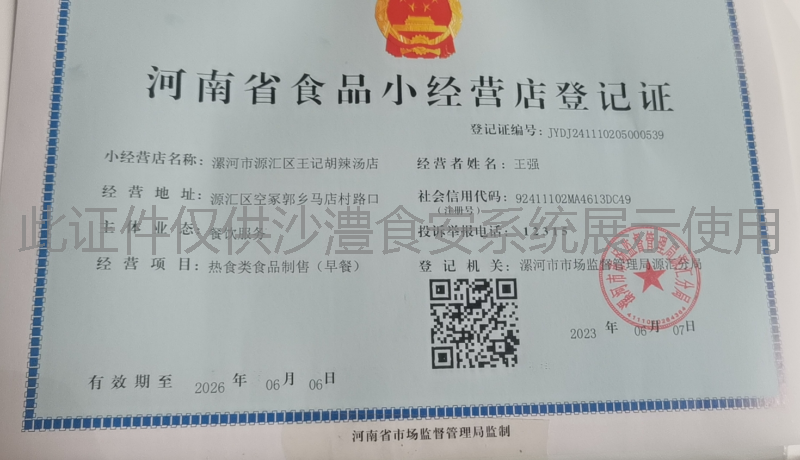 河南省食品小经营店登记证
登记证编号：JYDJ241110205000539
小经营店名称：漯河市源汇区王记胡辣汤店
经营者姓名：王强
经营地址：源汇区空冢郭乡马店村路口
社会信用代码：92411102MA4613DC49
（注册号）
主体业态：餐饮服务
投诉举报电话：12315
经营项目：热食类食品制售（早餐）
登记机关：漯河市市场监督管理局源汇分局
2023年06月07日
有效期至 2026年06月06日
河南省市场监督管理局监制
此证件仅供沙澧食安系统展示使用